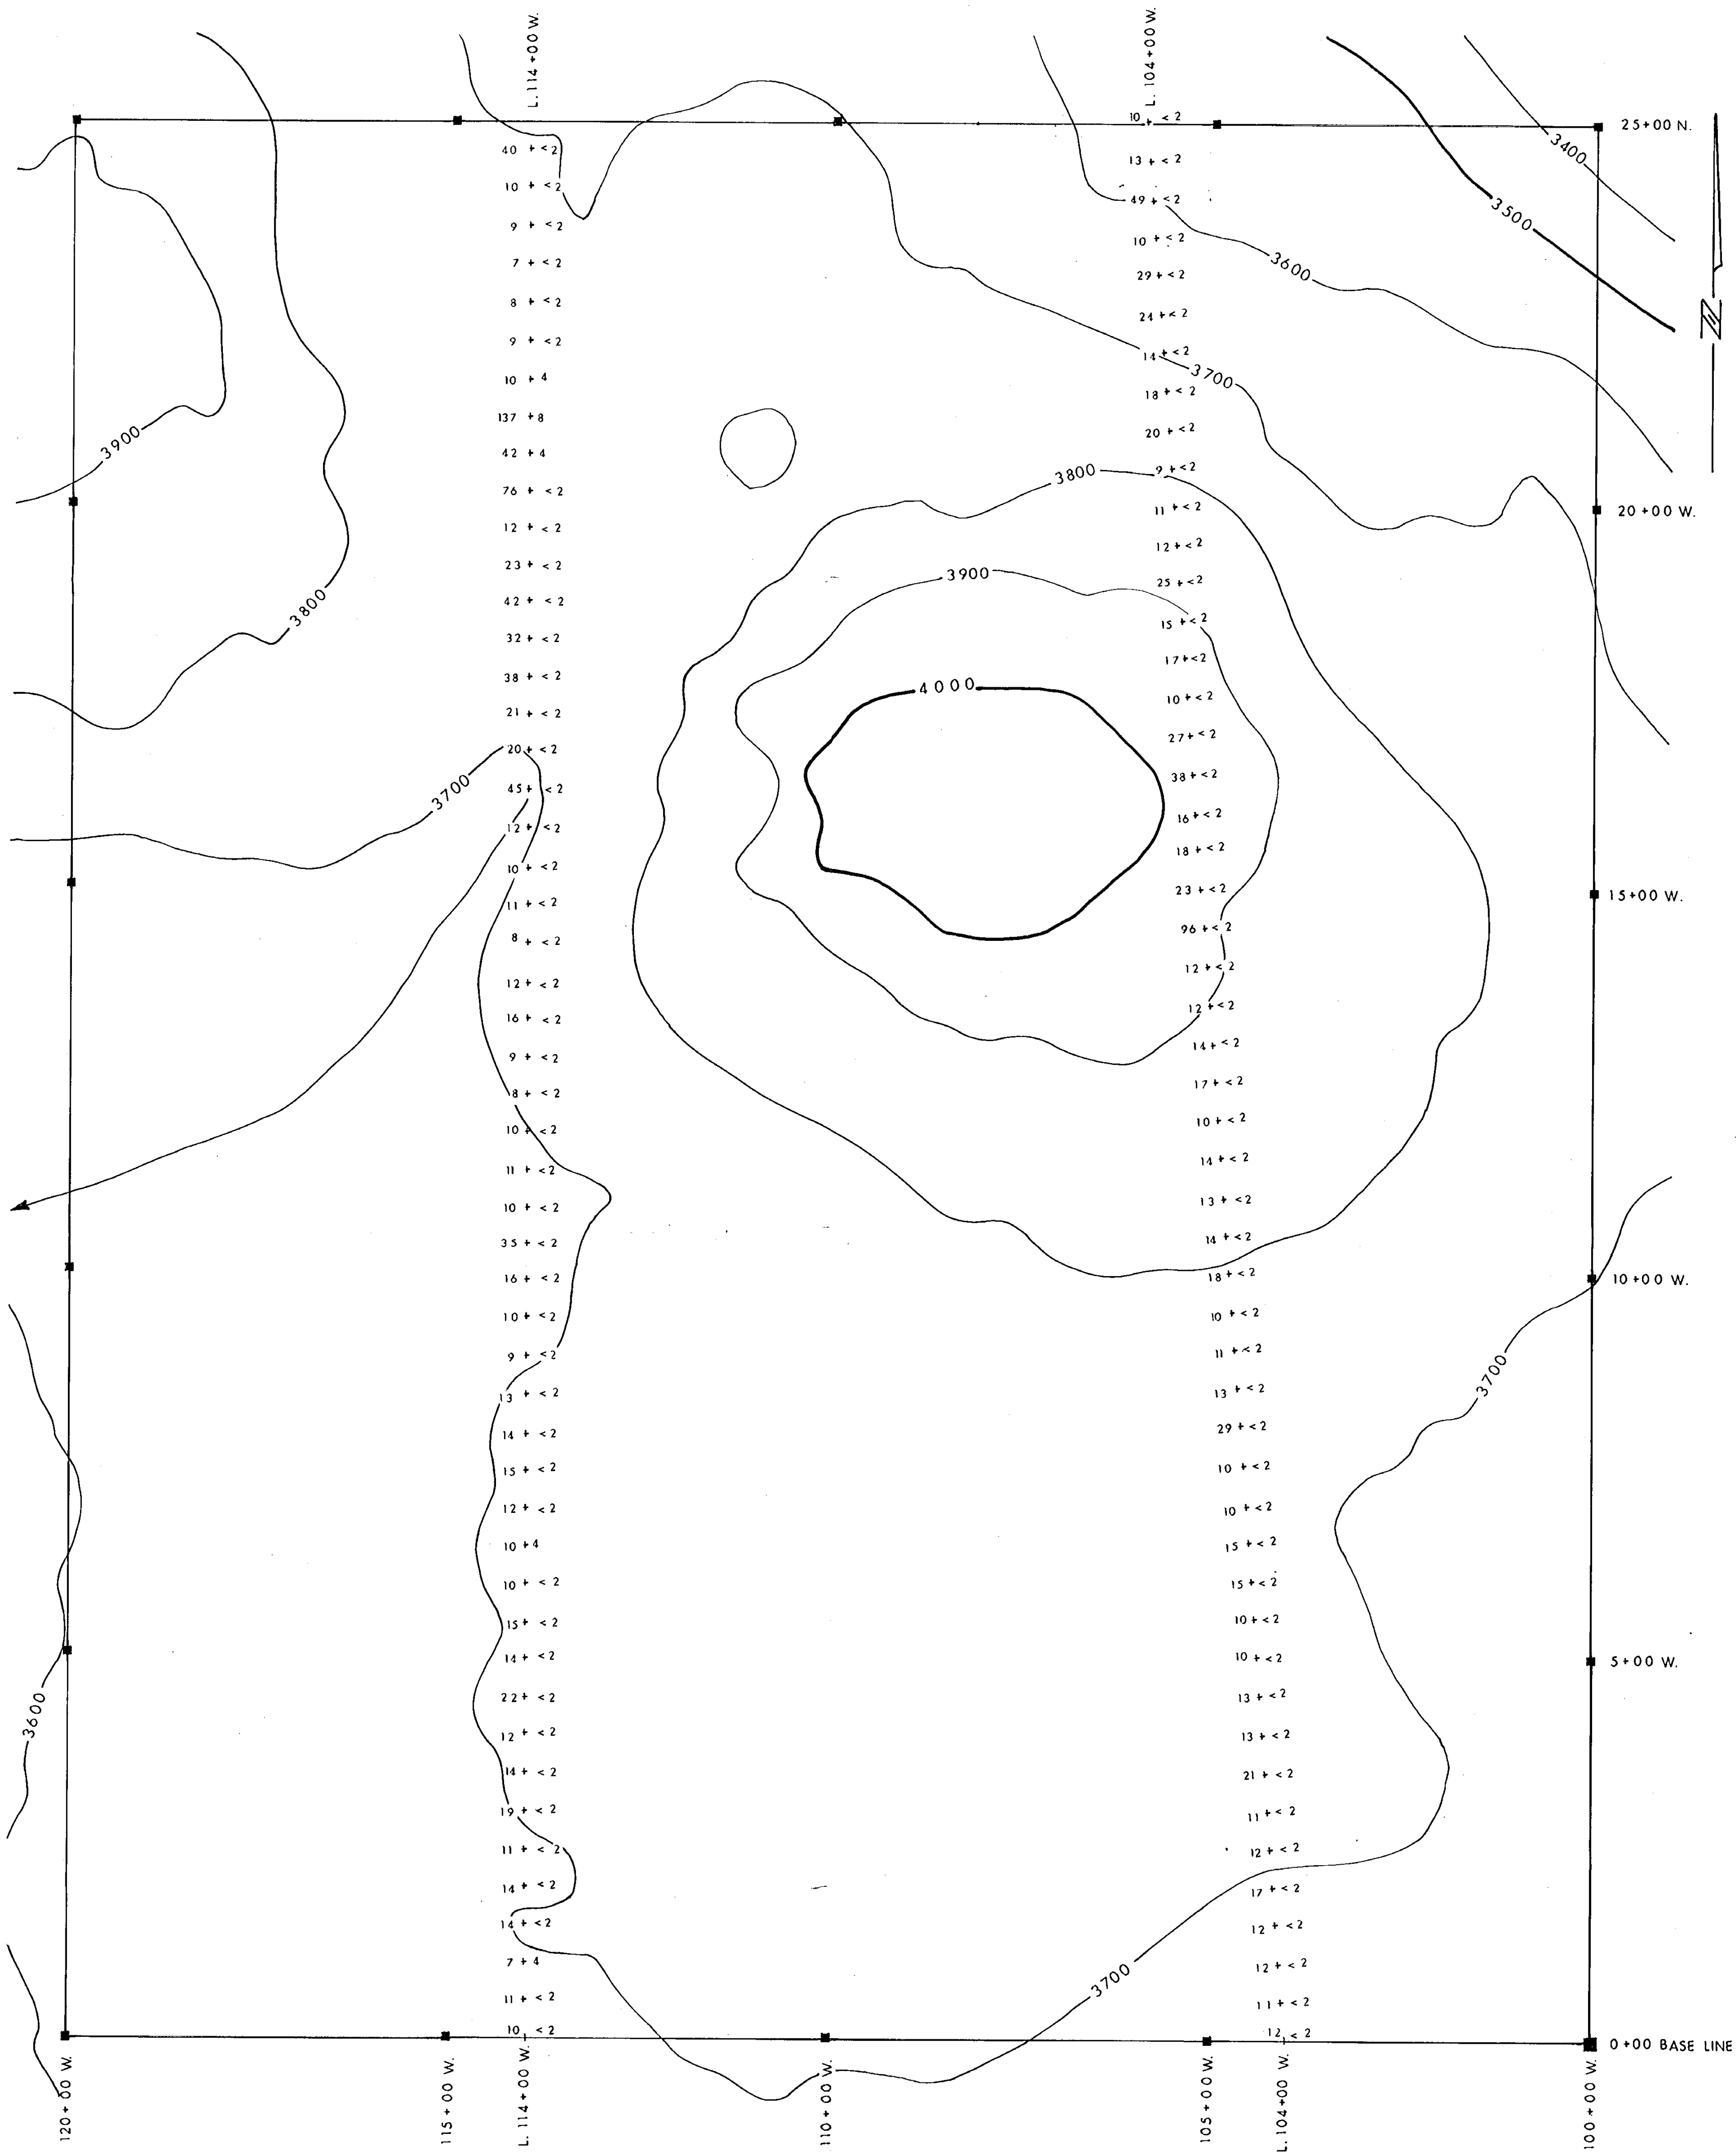 L. 114+00 W.
L. 104+00 W.
10 + < 2
25+00 N.
40 + < 2
13 + < 2
3400
10 + < 2
49 + < 2
3500
9 + < 2
10 + < 2
7 + < 2
3600
29 + < 2
8 + < 2
24 + < 2
N
9 + < 2
14 + < 2
3700
10 + 4
18 + < 2
137 + 8
20 + < 2
3900
42 + 4
3800
9 + < 2
76 + < 2
11 + < 2
20+00 W.
12 + < 2
12 + < 2
23 + < 2
3900
25 + < 2
42 + < 2
3800
15 + < 2
32 + < 2
17 + < 2
38 + < 2
4000
10 + < 2
21 + < 2
27 + < 2
20 + < 2
38 + < 2
3700
45 + < 2
16 + < 2
12 + < 2
18 + < 2
10 + < 2
23 + < 2
15+00 W.
11 + < 2
96 + < 2
8 + < 2
12 + < 2
12 + < 2
12 + < 2
16 + < 2
14 + < 2
9 + < 2
17 + < 2
8 + < 2
10 + < 2
10 + < 2
14 + < 2
11 + < 2
13 + < 2
10 + < 2
14 + < 2
35 + < 2
18 + < 2
16 + < 2
10+00 W.
10 + < 2
10 + < 2
9 + < 2
11 + < 2
3700
13 + < 2
13 + < 2
14 + < 2
29 + < 2
15 + < 2
10 + < 2
12 + < 2
10 + < 2
10 + 4
15 + < 2
10 + < 2
15 + < 2
15 + < 2
10 + < 2
14 + < 2
10 + < 2
5+00 W.
22 + < 2
13 + < 2
3600
12 + < 2
13 + < 2
14 + < 2
21 + < 2
19 + < 2
11 + < 2
11 + < 2
12 + < 2
14 + < 2
17 + < 2
14 + < 2
12 + < 2
7 + 4
12 + < 2
3700
11 + < 2
11 + < 2
10 < 2
12 < 2
0+00 BASE LINE
120+00 W.
115+00 W.
L. 114+00 W.
110+00 W.
105+00 W.
L. 104+00 W.
100+00 W.